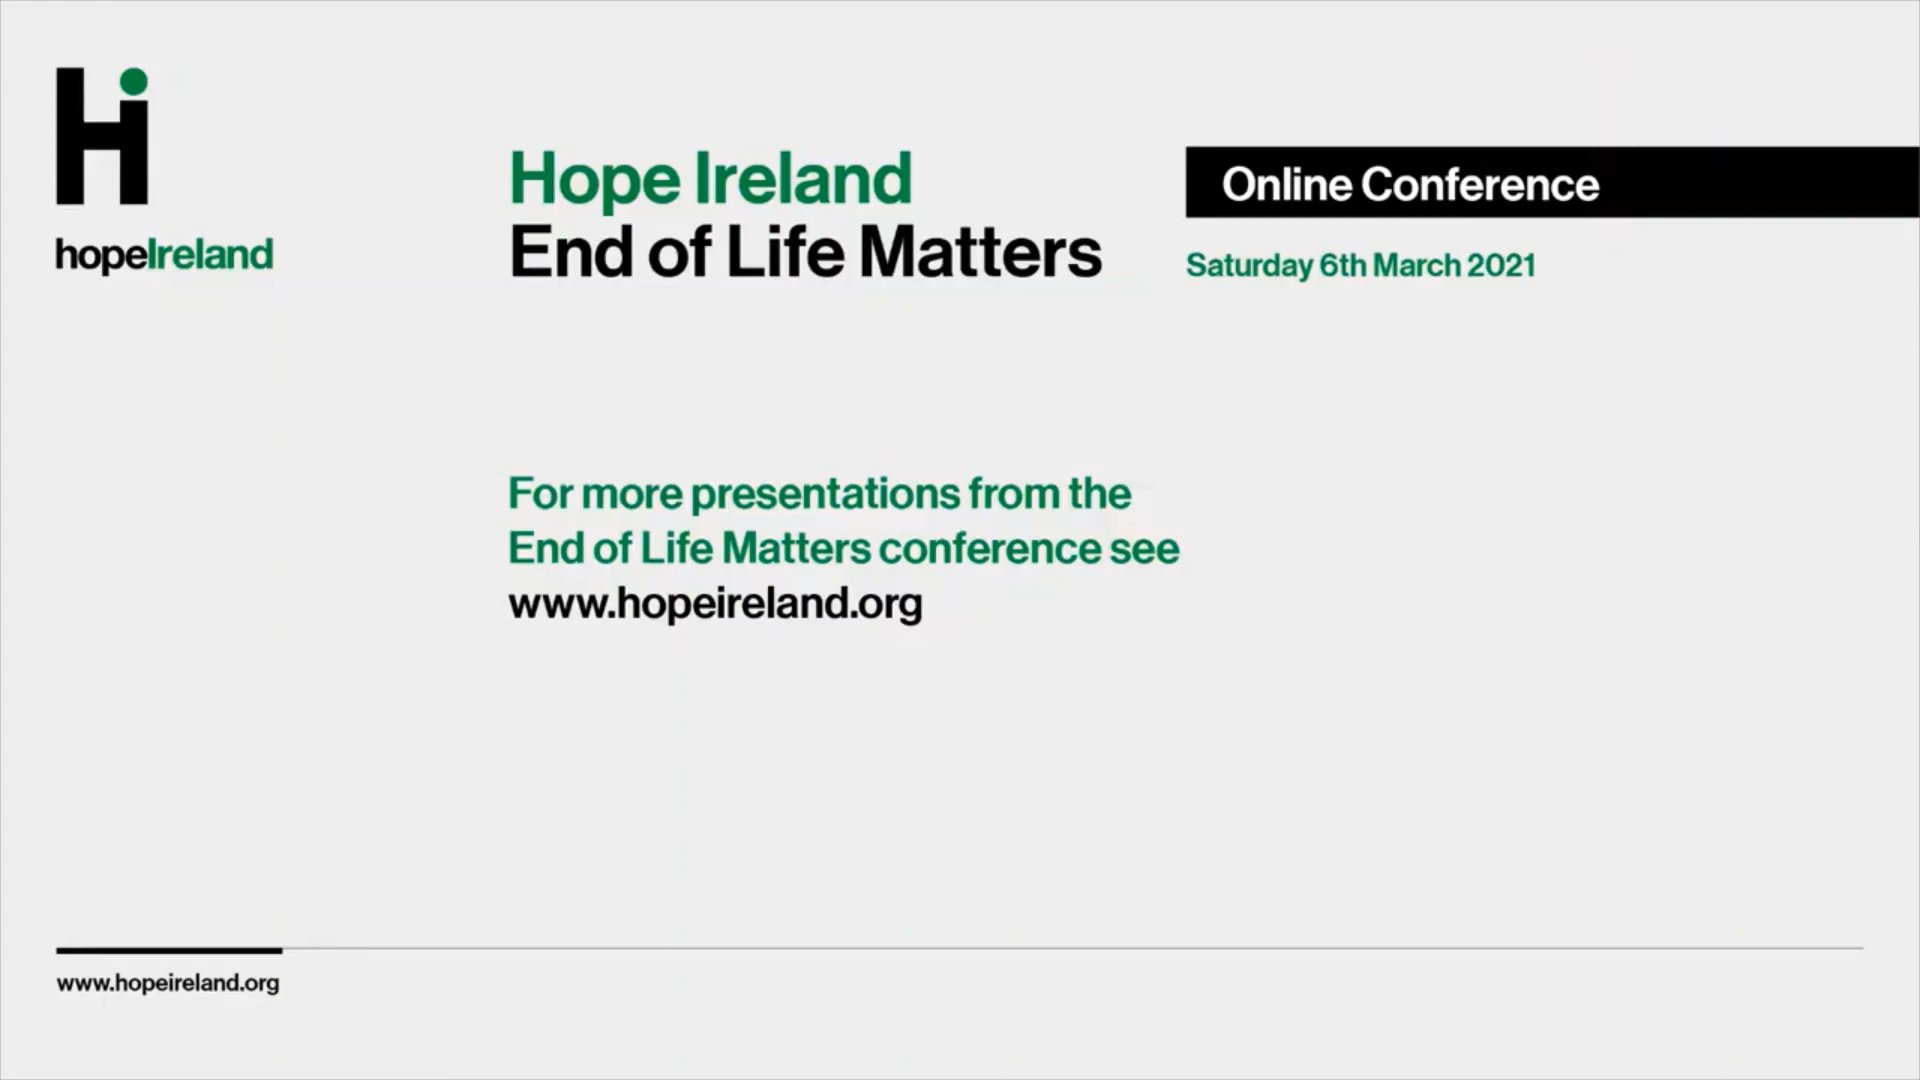 Hi
hopeIreland
Hope Ireland
End of Life Matters
Online Conference
Saturday 6th March 2021
For more presentations from the
End of Life Matters conference see
www.hopeireland.org
www.hopeireland.org